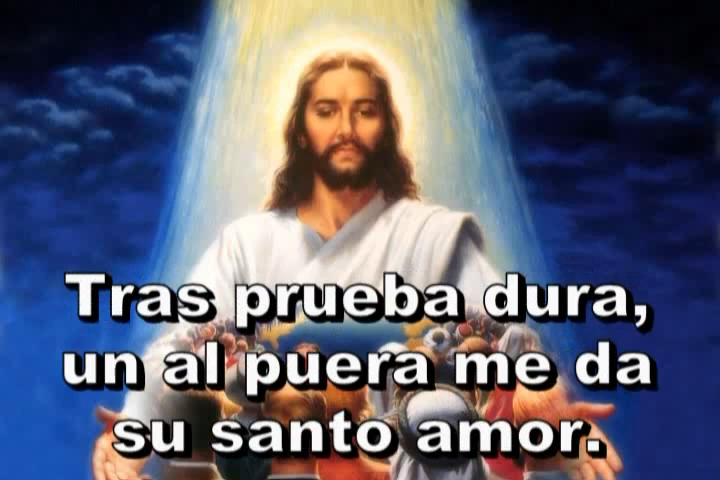 Tras prueba dura,
un al puera me da
su santo amor.